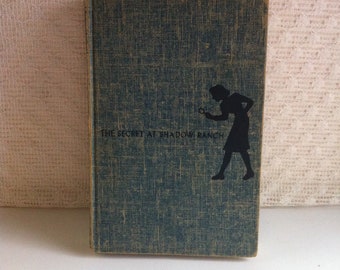 THE SECRET AT SHADOW RANCH